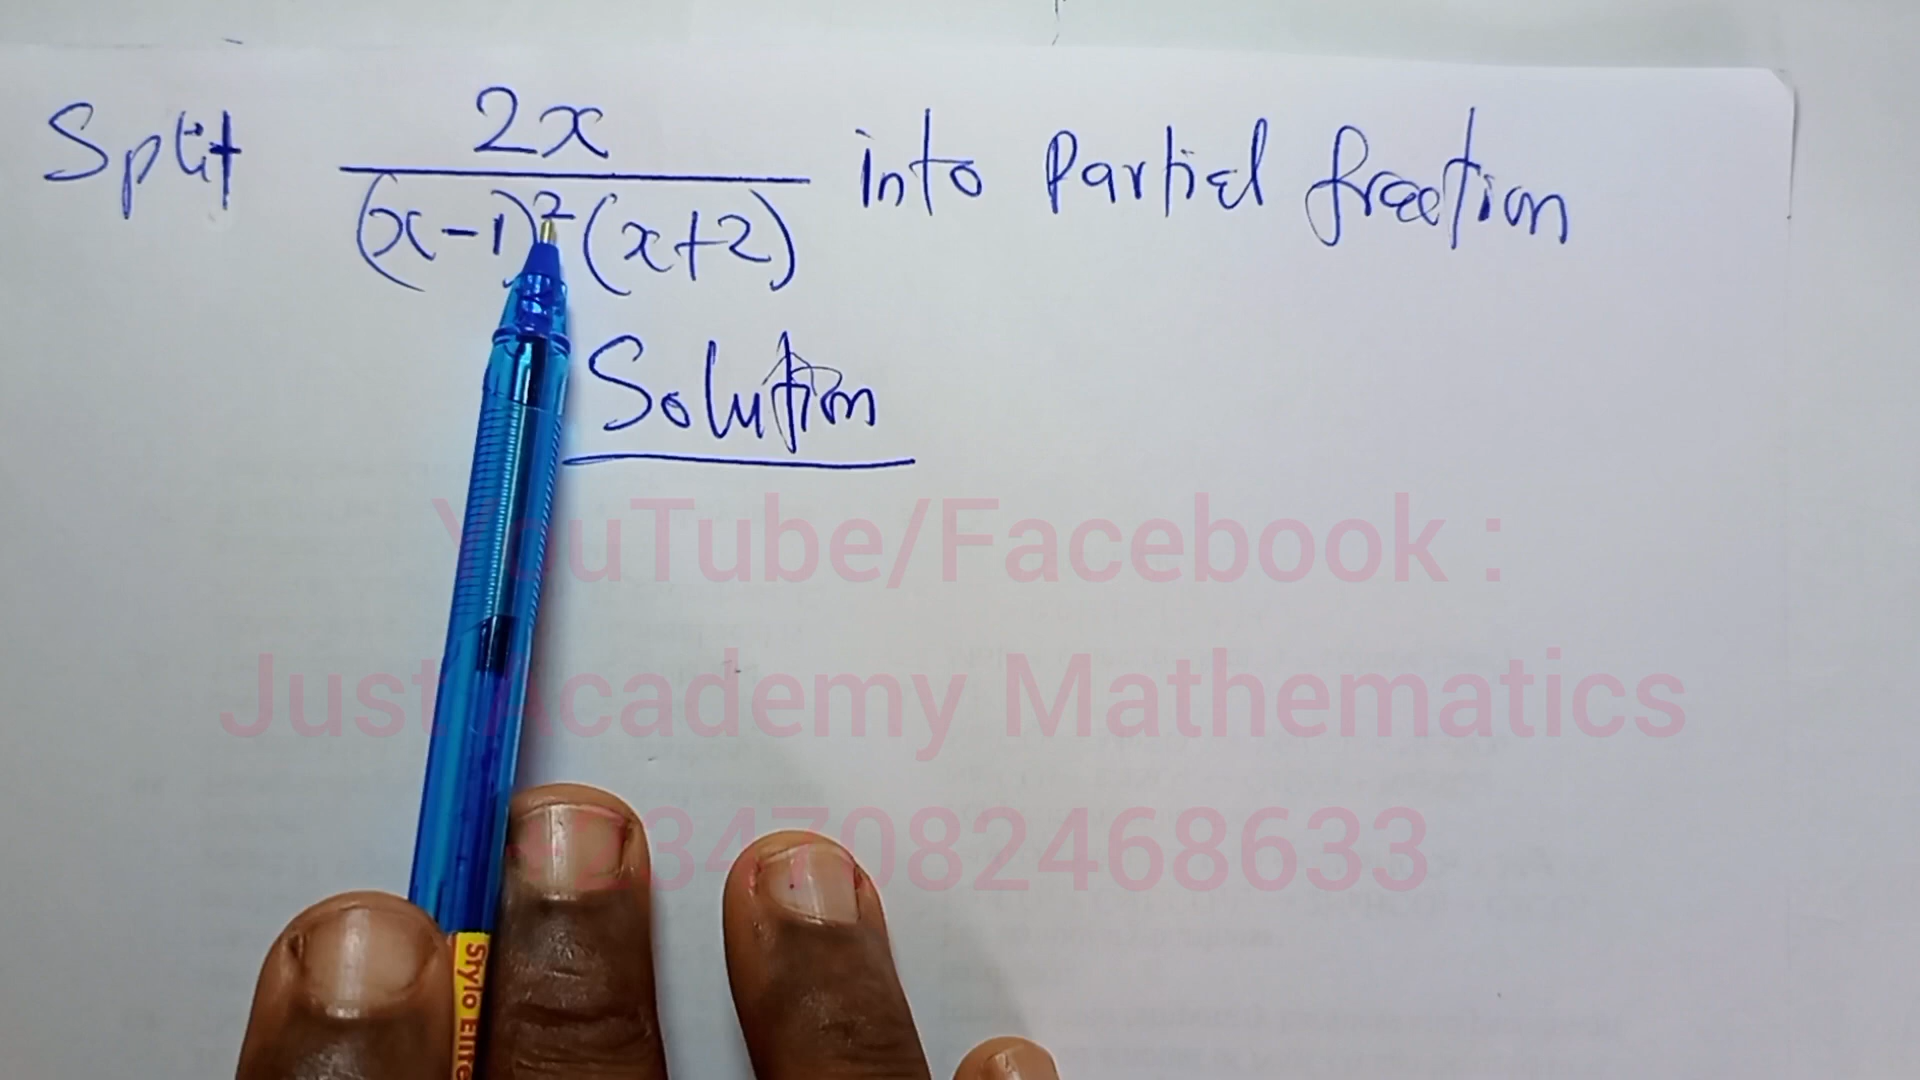 Split 2x / (x-1)²(x+2) into Partial fraction
Solution
YouTube/Facebook :
Just Academy Mathematics
+2347082468633
Stylo Elite